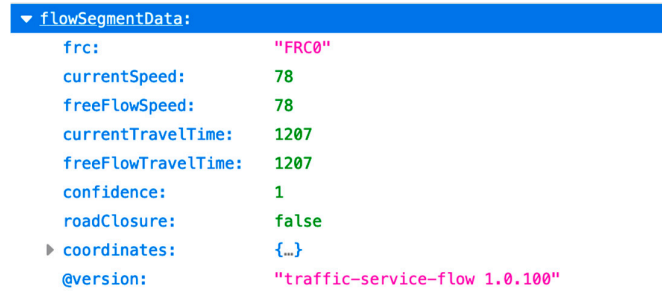 flowSegmentData:
frc: "FRC0"
currentSpeed: 78
freeFlowSpeed: 78
currentTravelTime: 1207
freeFlowTravelTime: 1207
confidence: 1
roadClosure: false
coordinates: {…}
@version: "traffic-service-flow 1.0.100"